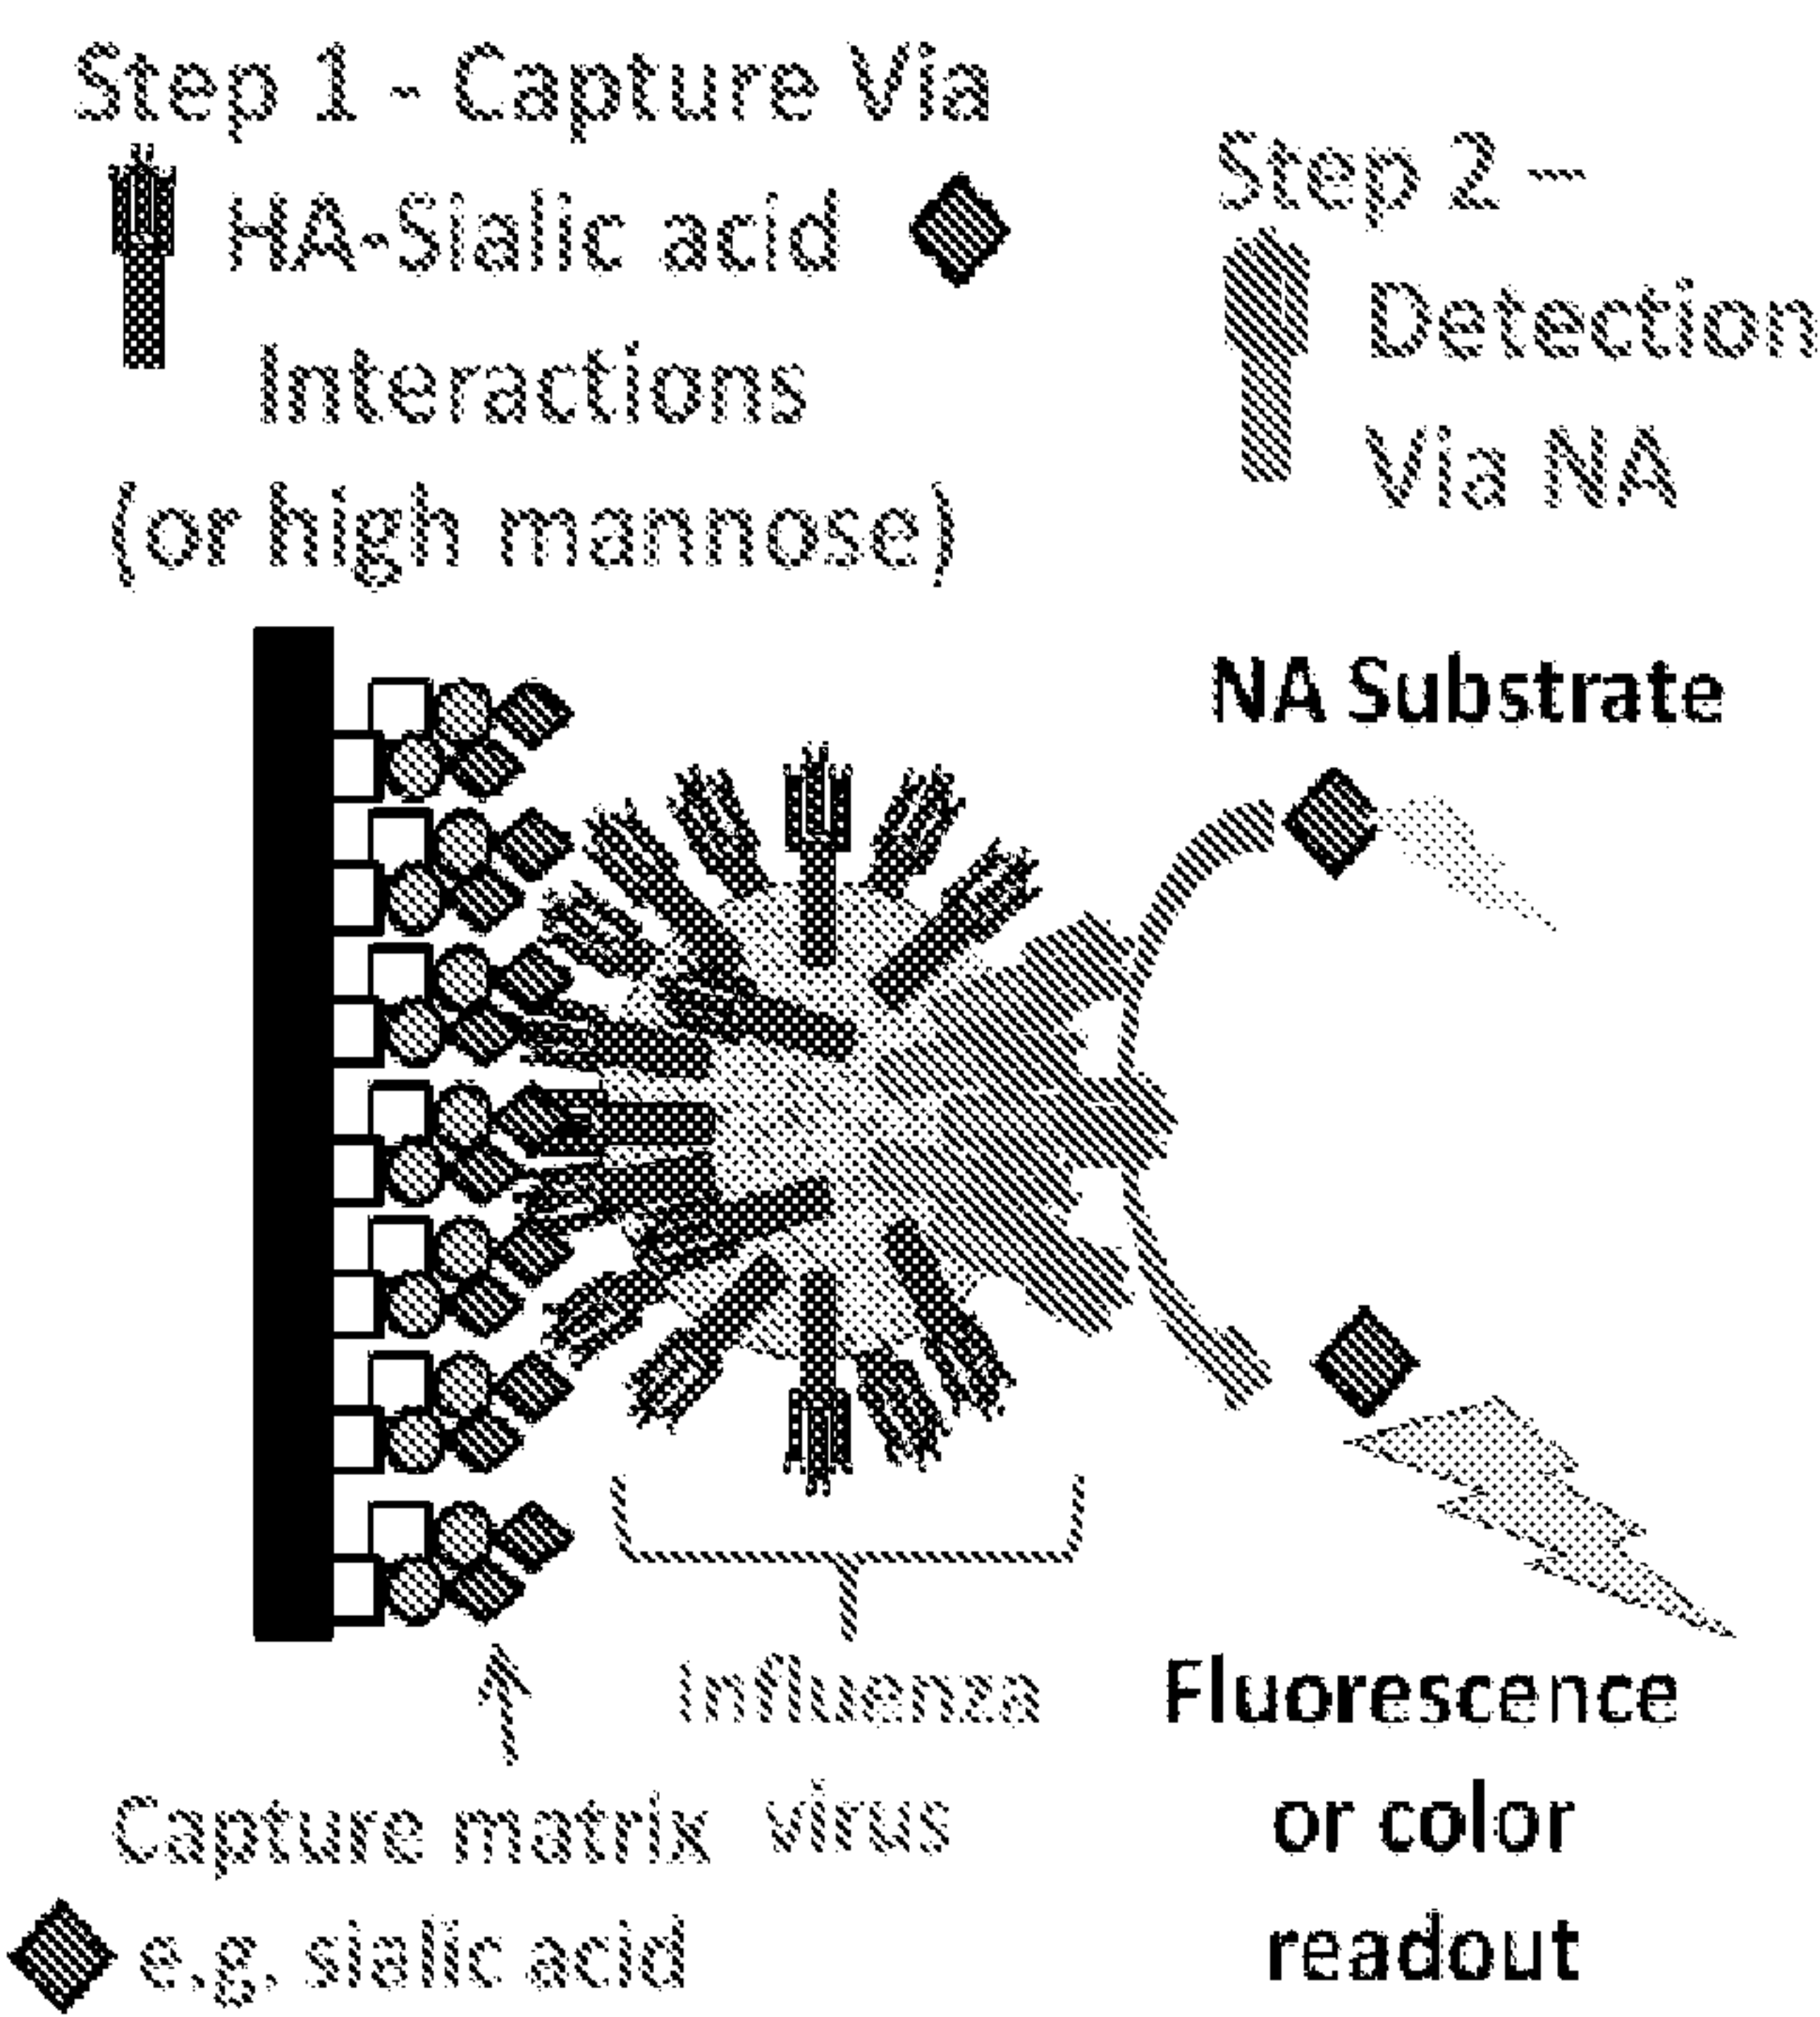 Step 1 - Capture Via
HA-Sialic acid
Interactions
(or high mannose)
Step 2 –
Detection
Via NA
NA Substrate
Influenza
virus
Capture matrix
e.g. sialic acid
Fluorescence
or color
readout